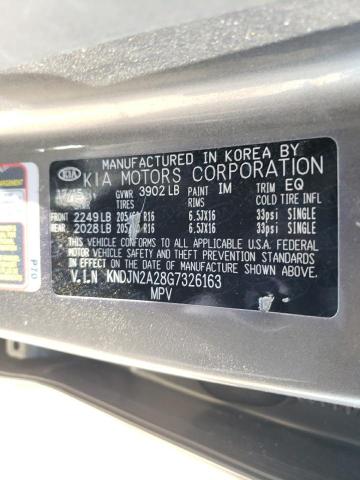 MANUFACTURED IN KOREA BY
KIA KIA MOTORS CORPORATION
GVWR 3902 LB PAINT IM TRIM EQ
TIRES RIMS COLD TIRE INFL
FRONT 2249 LB R16 6.5JX16 33psi SINGLE
REAR 2028 LB R16 6.5JX16 33psi SINGLE
THIS VEHICLE CONFORMS TO ALL APPLICABLE U.S.A FEDERAL
MOTOR VEHICLE SAFETY AND THEFT PREVENTION STANDARDS
IN EFFECT ON THE DATE OF MANUFACTURE SHOWN ABOVE.
V.I.N KNDJN2A28G7326163
MPV
P70